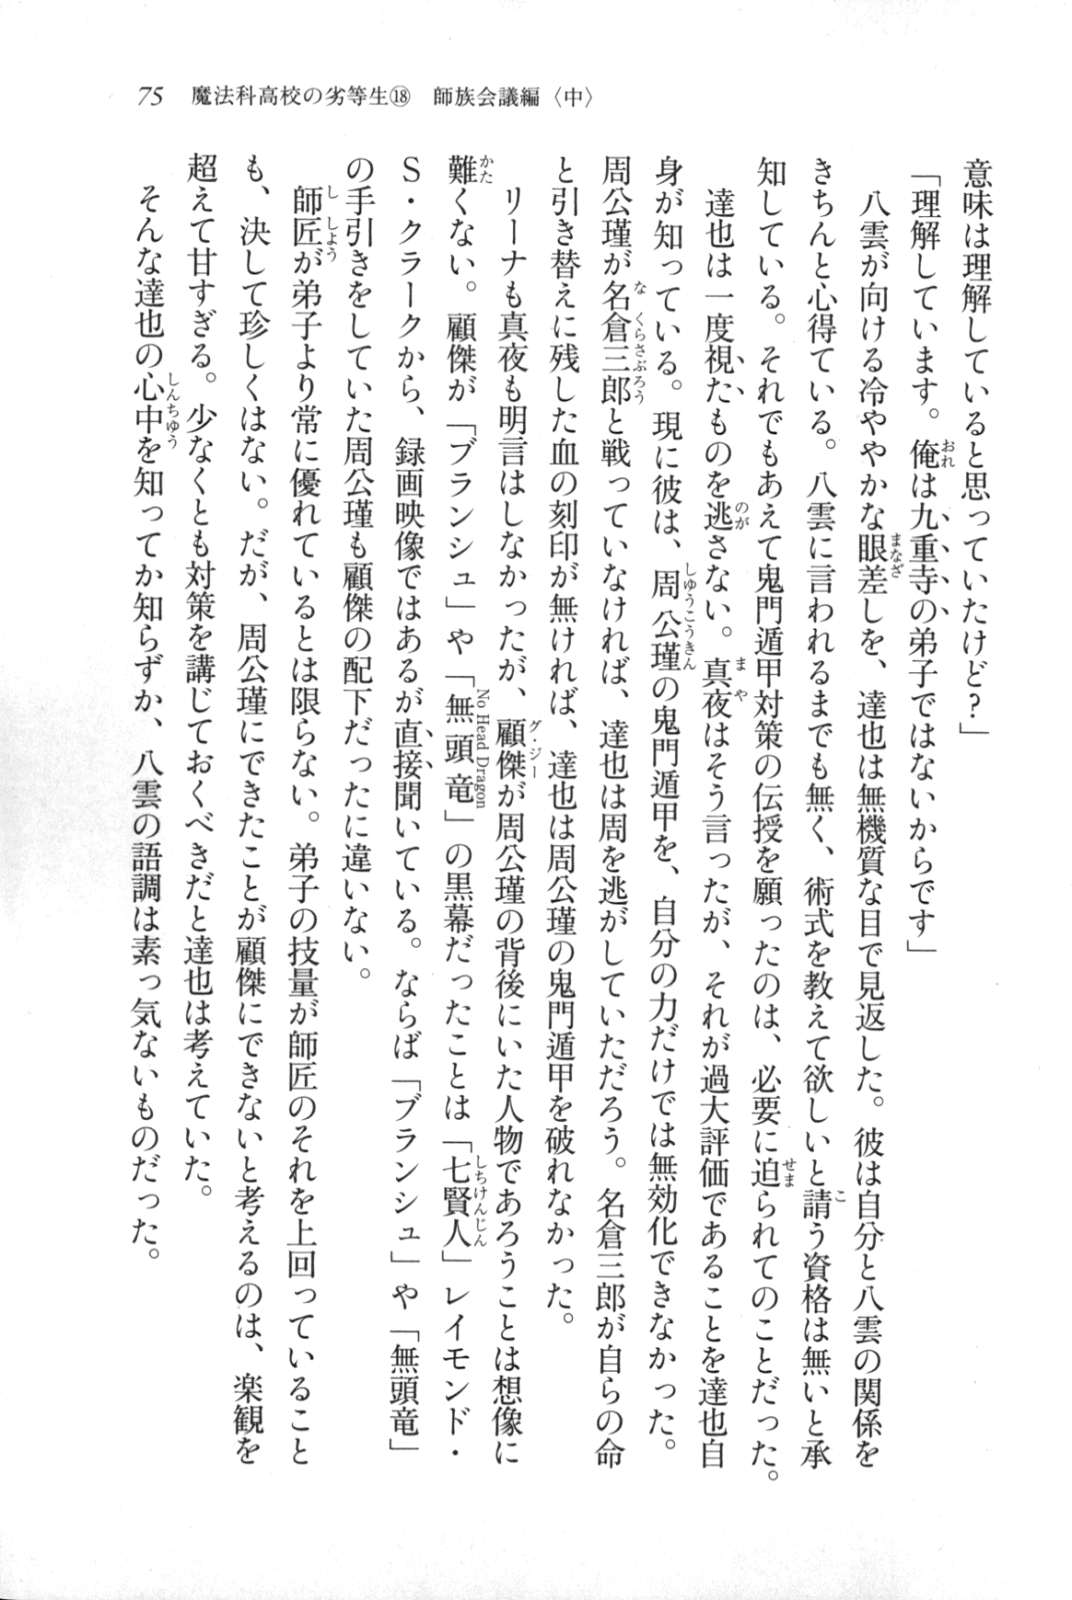 75　魔法科高校の劣等生⑱　師族会議編〈中〉
意味は理解していると思っていたけど？」
「理解しています。俺は九重寺の弟子ではないからです」
　八雲が向ける冷ややかな眼差しを、達也は無機質な目で見返した。彼は自分と八雲の関係を
きちんと心得ている。八雲に言われるまでも無く、術式を教えて欲しいと請う資格は無いと承
知している。それでもあえて鬼門遁甲対策の伝授を願ったのは、必要に迫られてのことだった。
　達也は一度視たものを逃さない。真夜はそう言ったが、それが過大評価であることを達也自
身が知っている。現に彼は、周公瑾の鬼門遁甲を、自分の力だけでは無効化できなかった。
周公瑾が名倉三郎と戦っていなければ、達也は周を逃がしていただろう。名倉三郎が自らの命
と引き替えに残した血の刻印が無ければ、達也は周公瑾の鬼門遁甲を破れなかった。
　リーナも真夜も明言はしなかったが、顧傑が周公瑾の背後にいた人物であろうことは想像に
難くない。顧傑が「ブランシュ」や「無頭竜」の黒幕だったことは「七賢人」レイモンド・
Ｓ・クラークから、録画映像ではあるが直接聞いている。ならば「ブランシュ」や「無頭竜」
の手引きをしていた周公瑾も顧傑の配下だったに違いない。
　師匠が弟子より常に優れているとは限らない。弟子の技量が師匠のそれを上回っていること
も、決して珍しくはない。だが、周公瑾にできたことが顧傑にできないと考えるのは、楽観を
超えて甘すぎる。少なくとも対策を講じておくべきだと達也は考えていた。
　そんな達也の心中を知ってか知らずか、八雲の語調は素っ気ないものだった。